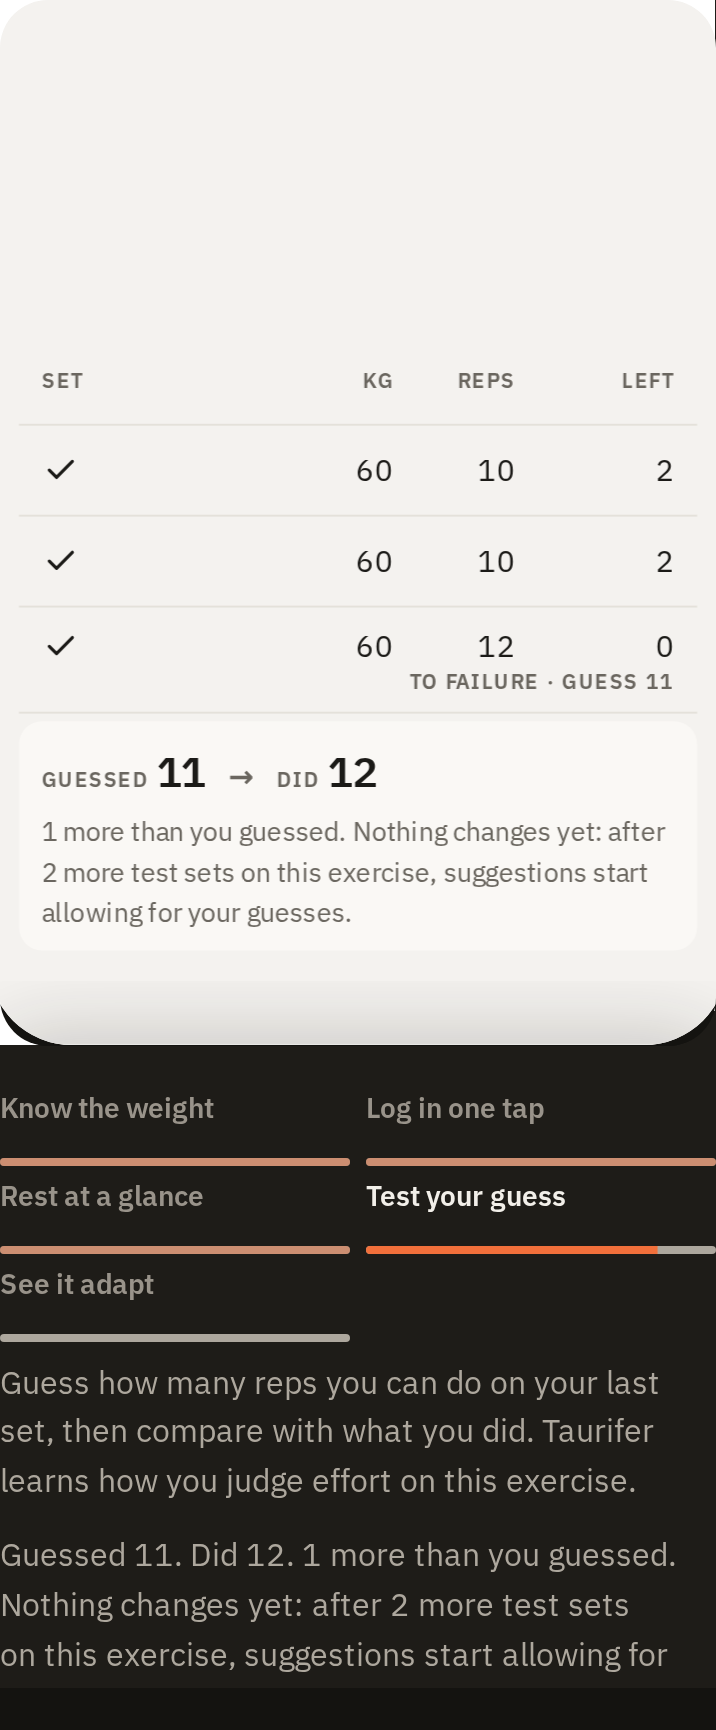 SET KG REPS LEFT
60 10 2
60 10 2
60 12 0
TO FAILURE · GUESS 11
GUESSED 11 → DID 12
1 more than you guessed. Nothing changes yet: after
2 more test sets on this exercise, suggestions start
allowing for your guesses.
Know the weight
Log in one tap
Rest at a glance
Test your guess
See it adapt
Guess how many reps you can do on your last
set, then compare with what you did. Taurifer
learns how you judge effort on this exercise.
Guessed 11. Did 12. 1 more than you guessed.
Nothing changes yet: after 2 more test sets
on this exercise, suggestions start allowing for